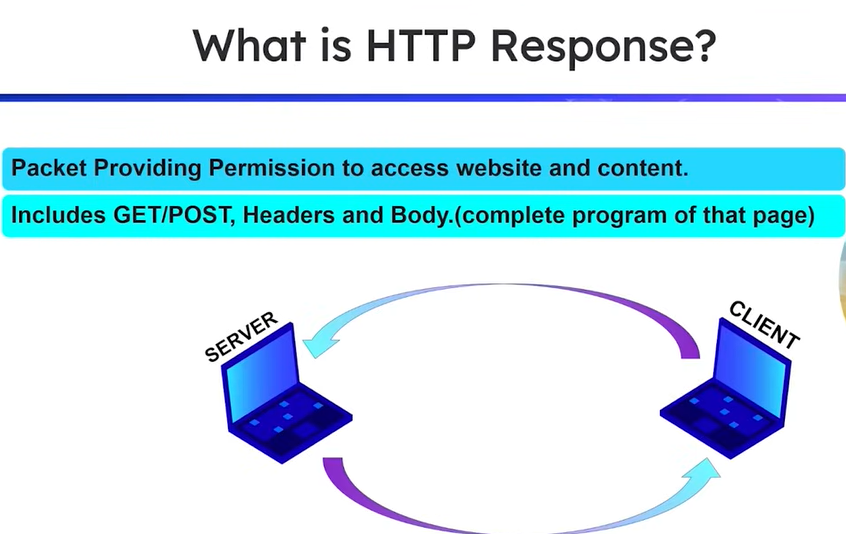 What is HTTP Response?
Packet Providing Permission to access website and content.
Includes GET/POST, Headers and Body.(complete program of that page)
SERVER
CLIENT